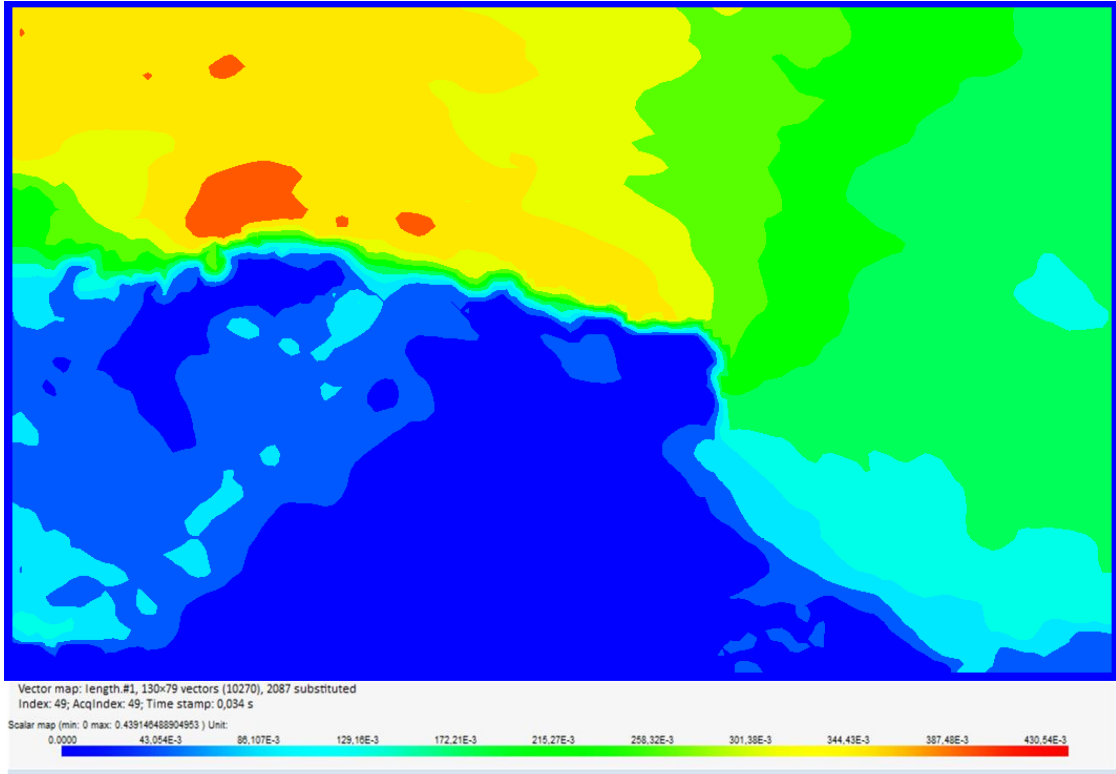 Vector map: length.#1, 130×79 vectors (10270), 2087 substituted
Index: 49; AcqIndex: 49; Time stamp: 0,034 s
Scalar map (min: 0 max: 0.439146488904953 ) Unit:
0.0000 43,054E-3 86,107E-3 129,16E-3 172,21E-3 215,27E-3 258,32E-3 301,38E-3 344,43E-3 387,48E-3 430,54E-3